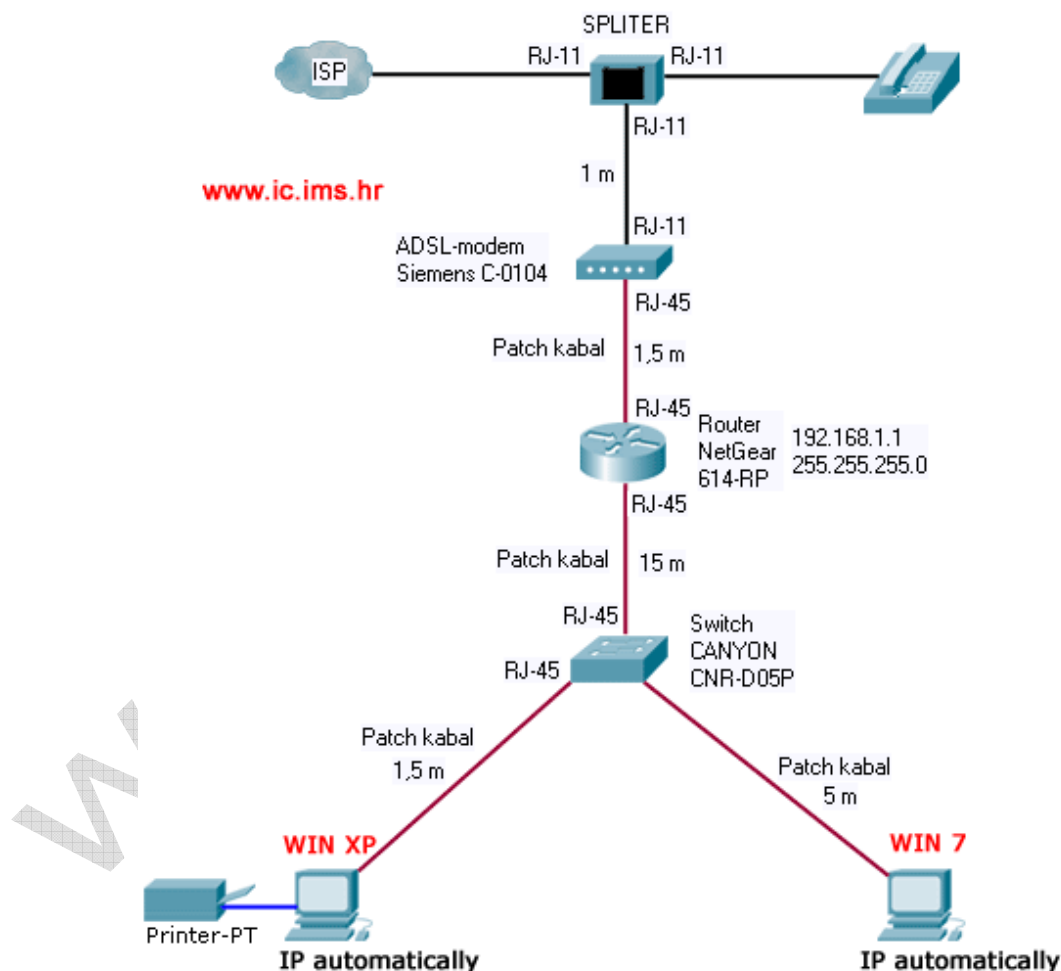 SPLITER
ISP
RJ-11
RJ-11
RJ-11
1 m
www.ic.ims.hr
RJ-11
ADSL-modem
Siemens C-0104
RJ-45
Patch kabal
1,5 m
RJ-45
Router
NetGear
614-RP
192.168.1.1
255.255.255.0
RJ-45
Patch kabal
15 m
RJ-45
Switch
CANYON
CNR-D05P
RJ-45
Patch kabal
1,5 m
Patch kabal
5 m
WIN XP
WIN 7
Printer-PT
IP automatically
IP automatically